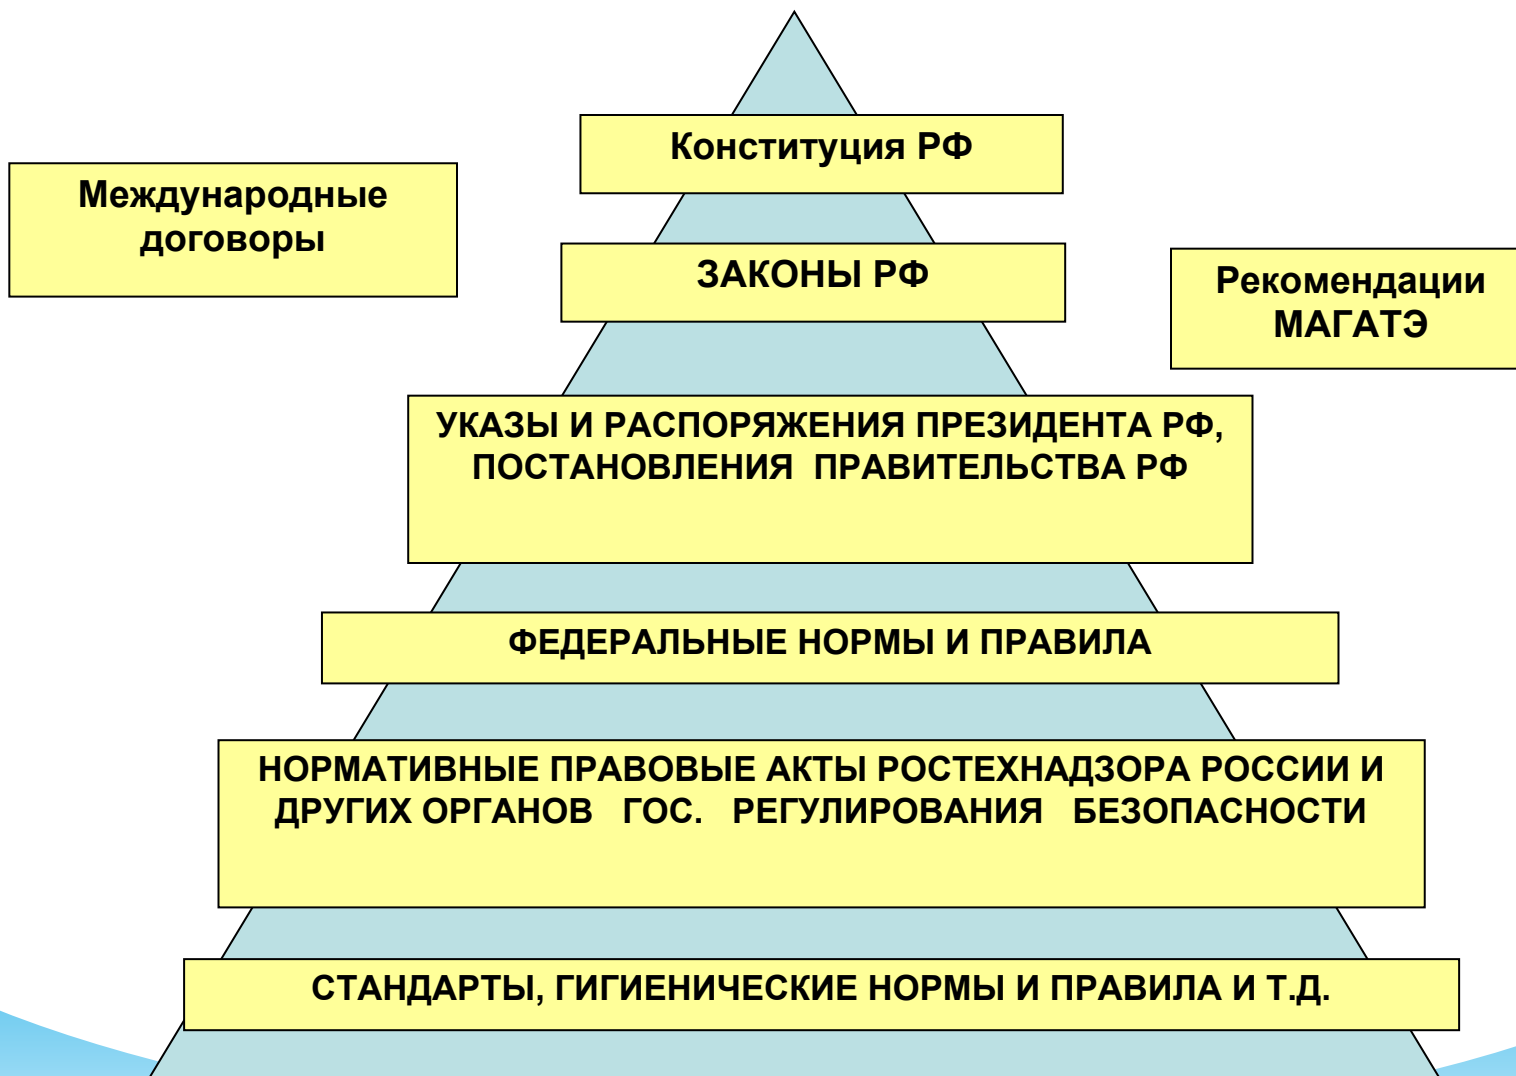 Конституция РФ
Международные
договоры
ЗАКОНЫ РФ
Рекомендации
МАГАТЭ
УКАЗЫ И РАСПОРЯЖЕНИЯ ПРЕЗИДЕНТА РФ,
ПОСТАНОВЛЕНИЯ ПРАВИТЕЛЬСТВА РФ
ФЕДЕРАЛЬНЫЕ НОРМЫ И ПРАВИЛА
НОРМАТИВНЫЕ ПРАВОВЫЕ АКТЫ РОСТЕХНАДЗОРА РОССИИ И
ДРУГИХ ОРГАНОВ ГОС. РЕГУЛИРОВАНИЯ БЕЗОПАСНОСТИ
СТАНДАРТЫ, ГИГИЕНИЧЕСКИЕ НОРМЫ И ПРАВИЛА И Т.Д.